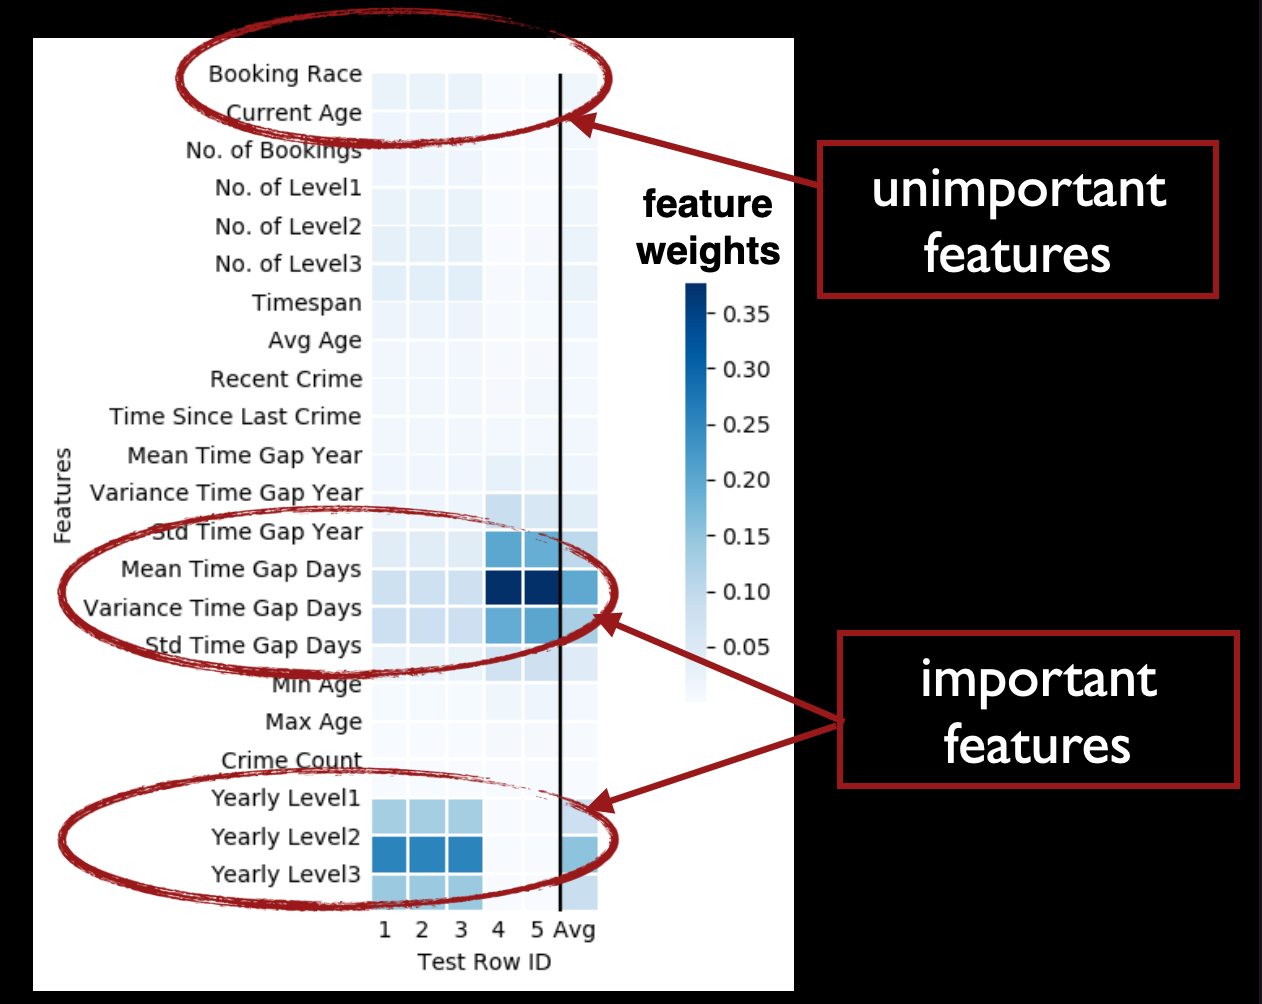 Booking Race
Current Age
No. of Bookings
No. of Level1
No. of Level2
No. of Level3
Timespan
Avg Age
Recent Crime
Time Since Last Crime
Mean Time Gap Year
Variance Time Gap Year
Std Time Gap Year
Mean Time Gap Days
Variance Time Gap Days
Std Time Gap Days
Min Age
Max Age
Crime Count
Yearly Level1
Yearly Level2
Yearly Level3
Features
1 2 3 4 5 Avg
Test Row ID
feature
weights
0.35
0.30
0.25
0.20
0.15
0.10
0.05
unimportant
features
important
features